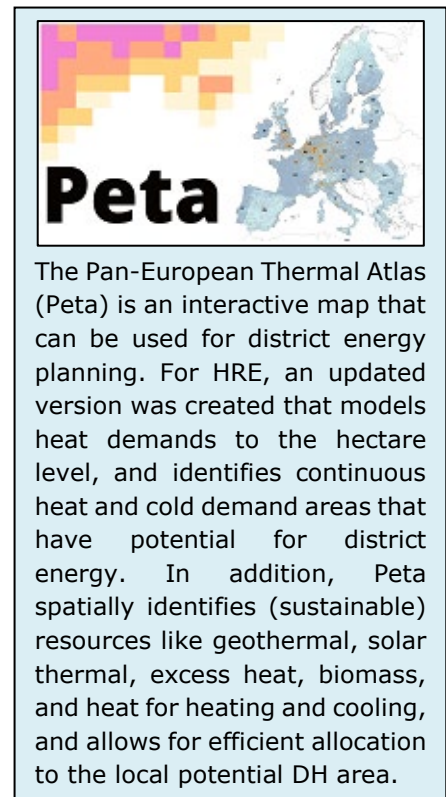 Peta
The Pan-European Thermal Atlas
(Peta) is an interactive map that
can be used for district energy
planning. For HRE, an updated
version was created that models
heat demands to the hectare
level, and identifies continuous
heat and cold demand areas that
have potential for district
energy. In addition, Peta
spatially identifies (sustainable)
resources like geothermal, solar
thermal, excess heat, biomass,
and heat for heating and cooling,
and allows for efficient allocation
to the local potential DH area.